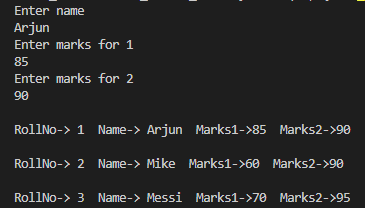 Enter name
Arjun
Enter marks for 1
85
Enter marks for 2
90
RollNo-> 1  Name-> Arjun  Marks1->85  Marks2->90
RollNo-> 2  Name-> Mike  Marks1->60  Marks2->90
RollNo-> 3  Name-> Messi  Marks1->70  Marks2->95